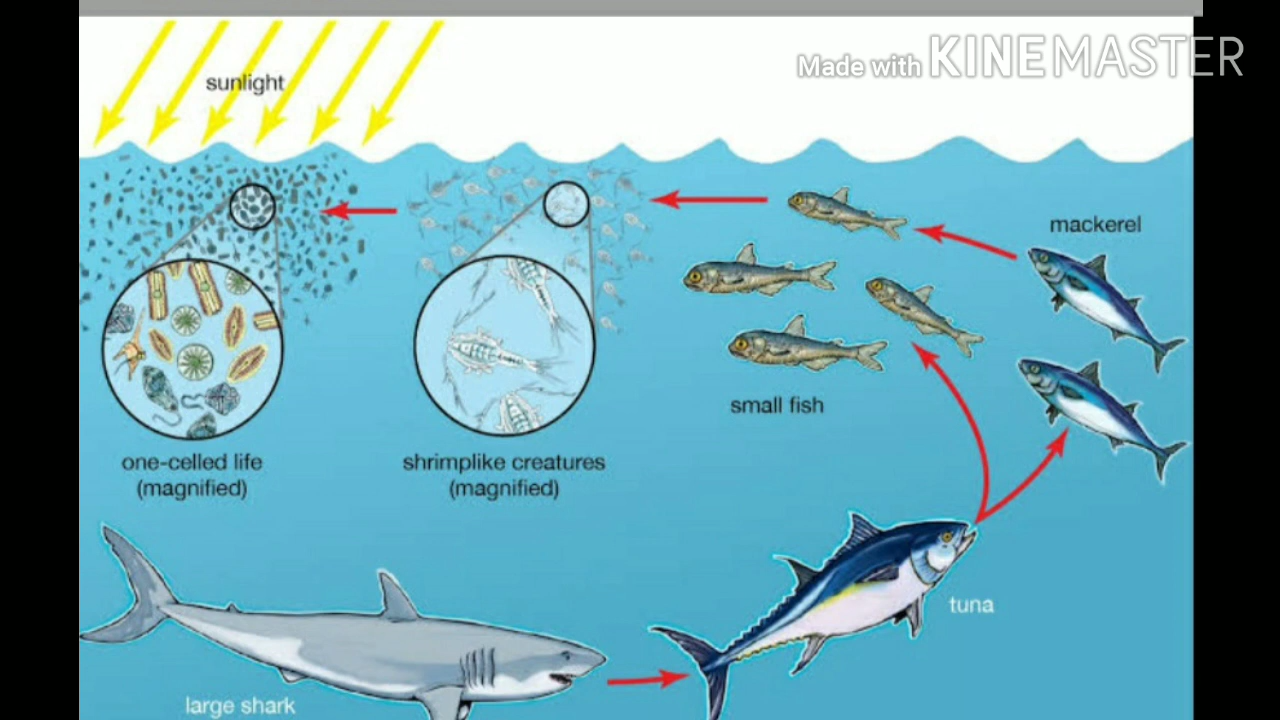 Made with KINEMASTER
sunlight
mackerel
small fish
one-celled life
(magnified)
shrimplike creatures
(magnified)
tuna
large shark